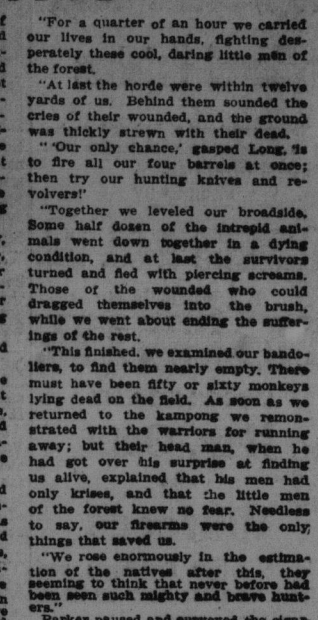 "For a quarter of an hour we carried
our lives in our hands, fighting des-
perately these cool, daring little men of
the forest.
"At last the horde were within twelve
yards of us. Behind them sounded the
cries of their wounded, and the ground
was thickly strewn with their dead.
"'Our only chance,' gasped Long, 'is
to fire all our four barrels at once;
then try our hunting knives and re-
volvers!'
"Together we leveled our broadside.
Some half dozen of the intrepid ani-
mals went down together in a dying
condition, and at last the survivors
turned and fled with piercing screams.
Those of the wounded who could
dragged themselves into the brush,
while we went about ending the suffer-
ings of the rest.
"This finished, we examined our bando-
liers, to find them nearly empty. There
must have been fifty or sixty monkeys
lying dead on the field. As soon as we
returned to the kampong we remon-
strated with the warriors for running
away; but their head man, when he
had got over his surprise at finding
us alive, explained that his men had
only krises, and that the little men
of the forest knew no fear. Needless
to say, our firearms were the only
things that saved us.
"We rose enormously in the estima-
tion of the natives after this, they
seeming to think that never before had
been seen such mighty and brave hunt-
ers."